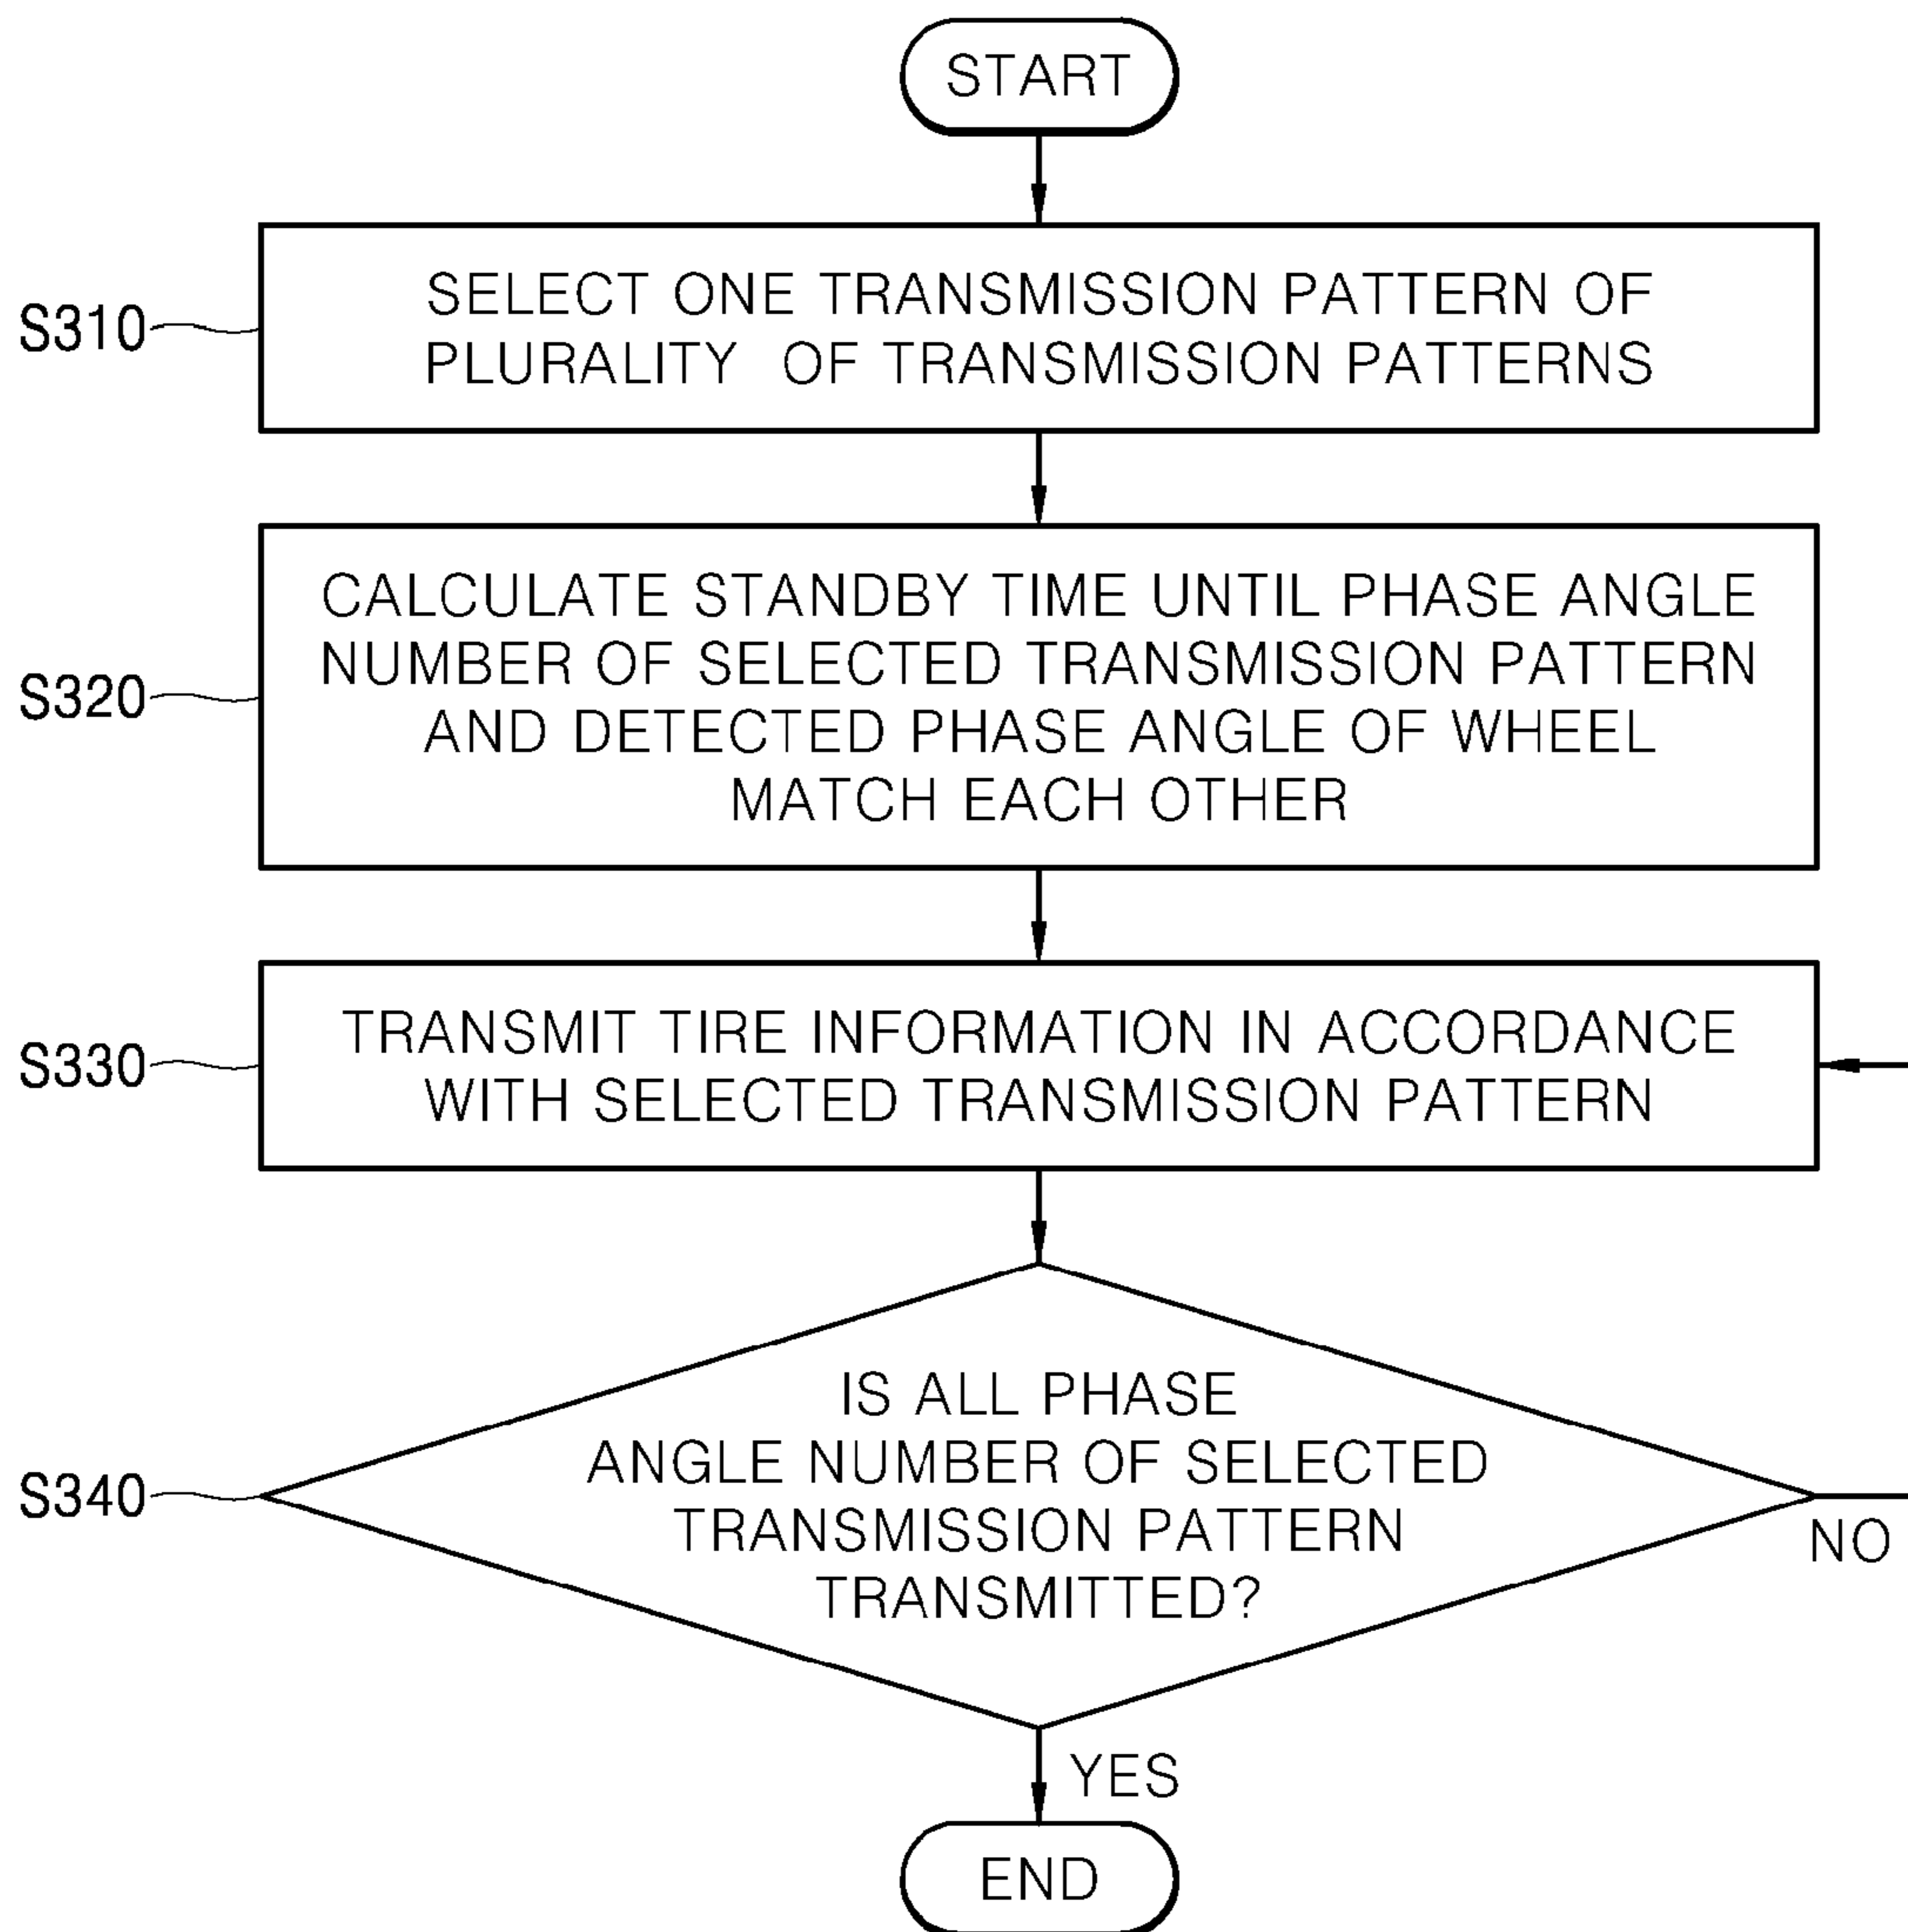 START
S310
SELECT ONE TRANSMISSION PATTERN OF
PLURALITY OF TRANSMISSION PATTERNS
S320
CALCULATE STANDBY TIME UNTIL PHASE ANGLE
NUMBER OF SELECTED TRANSMISSION PATTERN
AND DETECTED PHASE ANGLE OF WHEEL
MATCH EACH OTHER
S330
TRANSMIT TIRE INFORMATION IN ACCORDANCE
WITH SELECTED TRANSMISSION PATTERN
S340
IS ALL PHASE
ANGLE NUMBER OF SELECTED
TRANSMISSION PATTERN
TRANSMITTED?
NO
YES
END